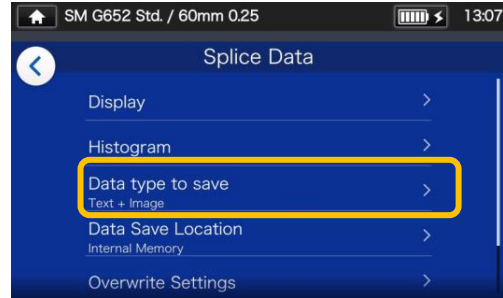 SM G652 Std. / 60mm 0.25 13:07
Splice Data
Display
Histogram
Data type to save
Text + Image
Data Save Location
Internal Memory
Overwrite Settings